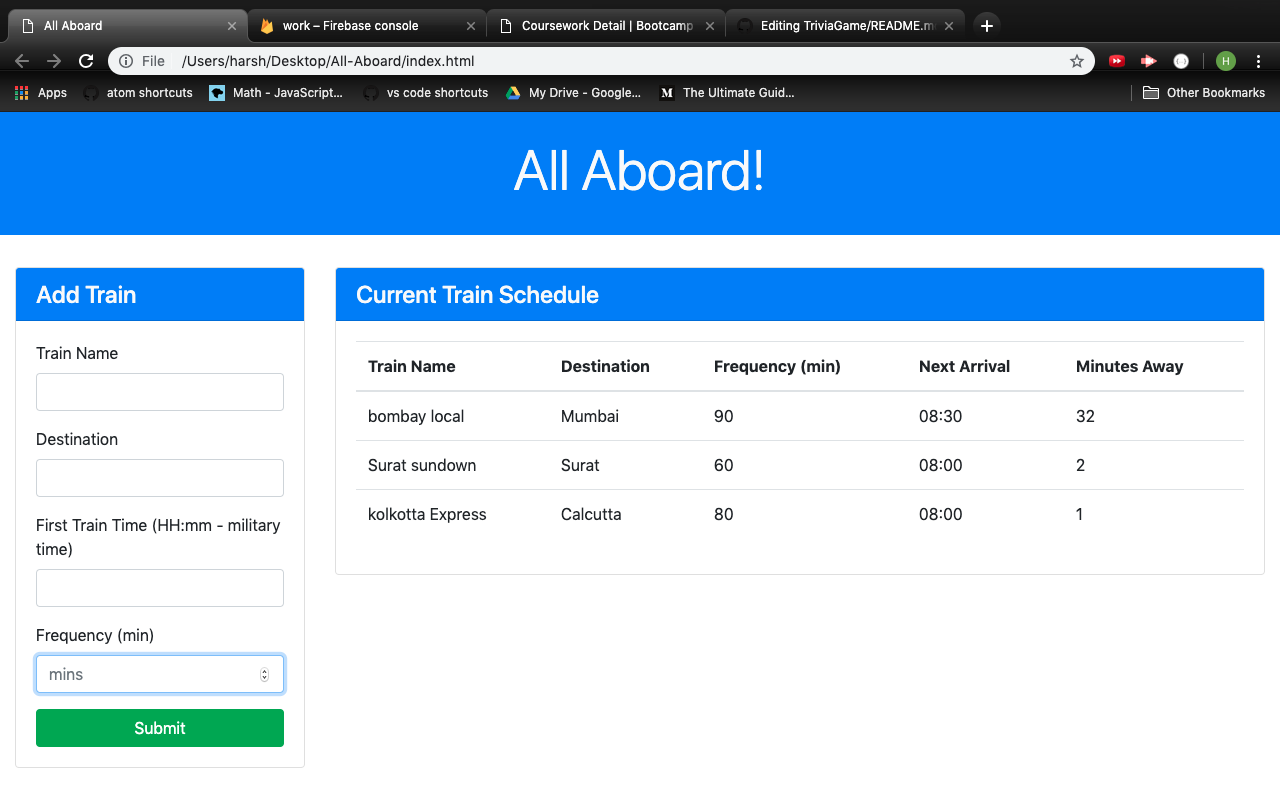 All Aboard
work – Firebase console
Coursework Detail | Bootcamp
Editing TriviaGame/README.m
File /Users/harsh/Desktop/All-Aboard/index.html
H
Apps atom shortcuts Math - JavaScript... vs code shortcuts My Drive - Google... M The Ultimate Guid... Other Bookmarks
All Aboard!
Add Train
Train Name
Destination
First Train Time (HH:mm - military
time)
Frequency (min)
mins
Submit
Current Train Schedule
Train Name Destination Frequency (min) Next Arrival Minutes Away
bombay local Mumbai 90 08:30 32
Surat sundown Surat 60 08:00 2
kolkotta Express Calcutta 80 08:00 1